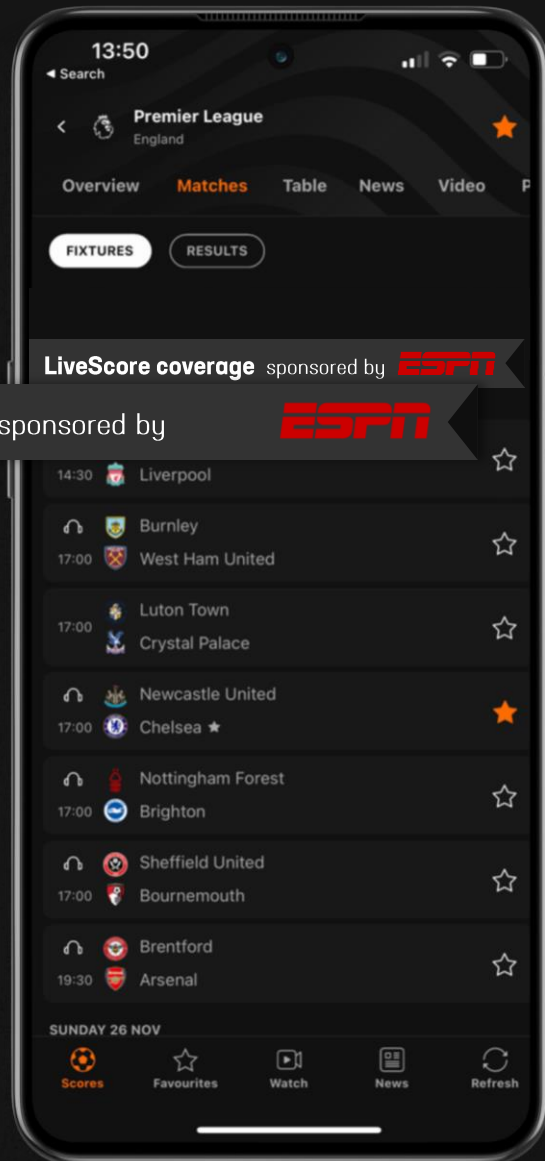 13:50
◄ Search
Premier League
England
Overview Matches Table News Video P
FIXTURES RESULTS
LiveScore coverage sponsored by ESPN
sponsored by ESPN
14:30 Liverpool
Burnley
17:00 West Ham United
Luton Town
17:00
Crystal Palace
Newcastle United
17:00 Chelsea ★
Nottingham Forest
17:00 Brighton
Sheffield United
17:00 Bournemouth
Brentford
19:30 Arsenal
SUNDAY 26 NOV
Scores Favourites Watch News Refresh